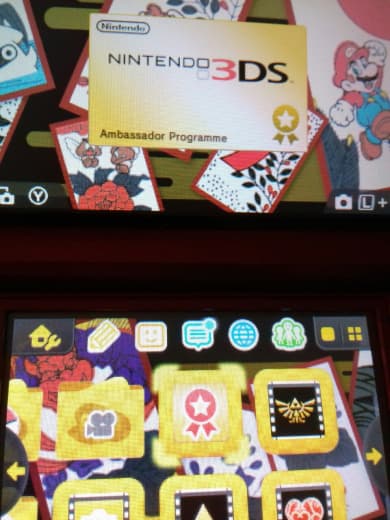 Nintendo
NINTENDO 3DS
Ambassador Programme
Y
L +